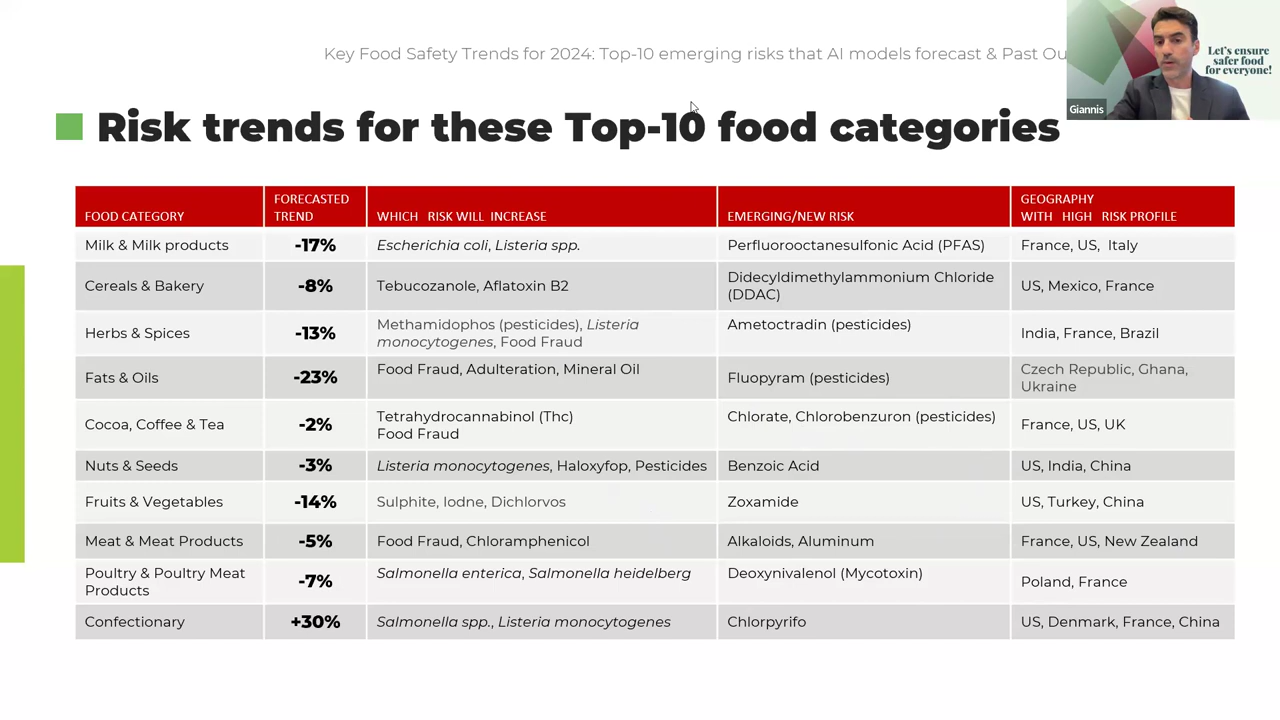 Key Food Safety Trends for 2024: Top-10 emerging risks that AI models forecast & Past Ou
Let's ensure
safer food
for everyone!
Giannis
Risk trends for these Top-10 food categories
FOOD CATEGORY FORECASTED TREND WHICH RISK WILL INCREASE EMERGING/NEW RISK GEOGRAPHY WITH HIGH RISK PROFILE
Milk & Milk products -17% Escherichia coli, Listeria spp. Perfluorooctanesulfonic Acid (PFAS) France, US, Italy
Cereals & Bakery -8% Tebucozanole, Aflatoxin B2 Didecyldimethylammonium Chloride (DDAC) US, Mexico, France
Herbs & Spices -13% Methamidophos (pesticides), Listeria monocytogenes, Food Fraud Ametoctradin (pesticides) India, France, Brazil
Fats & Oils -23% Food Fraud, Adulteration, Mineral Oil Fluopyram (pesticides) Czech Republic, Ghana, Ukraine
Cocoa, Coffee & Tea -2% Tetrahydrocannabinol (Thc) Food Fraud Chlorate, Chlorobenzuron (pesticides) France, US, UK
Nuts & Seeds -3% Listeria monocytogenes, Haloxyfop, Pesticides Benzoic Acid US, India, China
Fruits & Vegetables -14% Sulphite, Iodne, Dichlorvos Zoxamide US, Turkey, China
Meat & Meat Products -5% Food Fraud, Chloramphenicol Alkaloids, Aluminum France, US, New Zealand
Poultry & Poultry Meat Products -7% Salmonella enterica, Salmonella heidelberg Deoxynivalenol (Mycotoxin) Poland, France
Confectionary +30% Salmonella spp., Listeria monocytogenes Chlorpyrifo US, Denmark, France, China